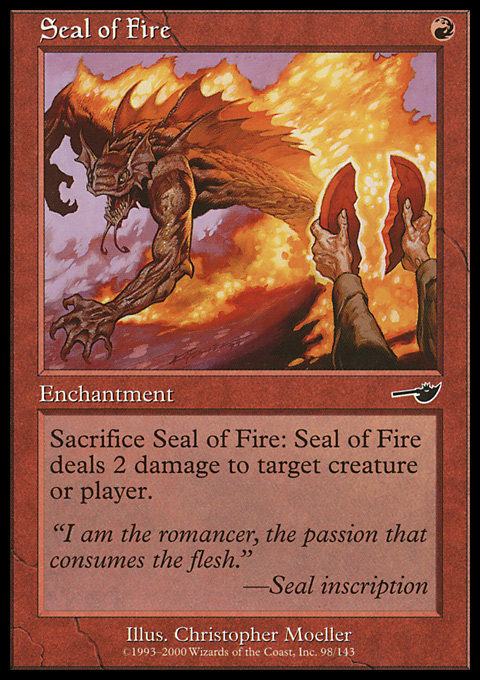 Seal of Fire
Enchantment
Sacrifice Seal of Fire: Seal of Fire
deals 2 damage to target creature
or player.
“I am the romancer, the passion that
consumes the flesh.”
—Seal inscription
Illus. Christopher Moeller
©1993–2000 Wizards of the Coast, Inc. 98/143